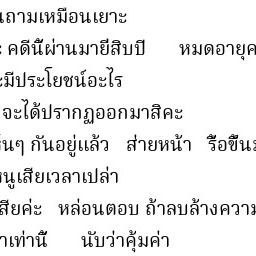 นถามเหมือนเยาะ
คดีนี้ผ่านมายี่สิบปี หมดอายุค
มีประโยชน์อะไร
จะได้ปรากฏออกมาสิคะ
นๆ กันอยู่แล้ว ส่ายหน้า รื้อขึ้น
หนูเสียเวลาเปล่า
สียค่ะ หล่อนตอบ ถ้าลบล้างความ
าเท่านี้ นับว่าคุ้มค่า